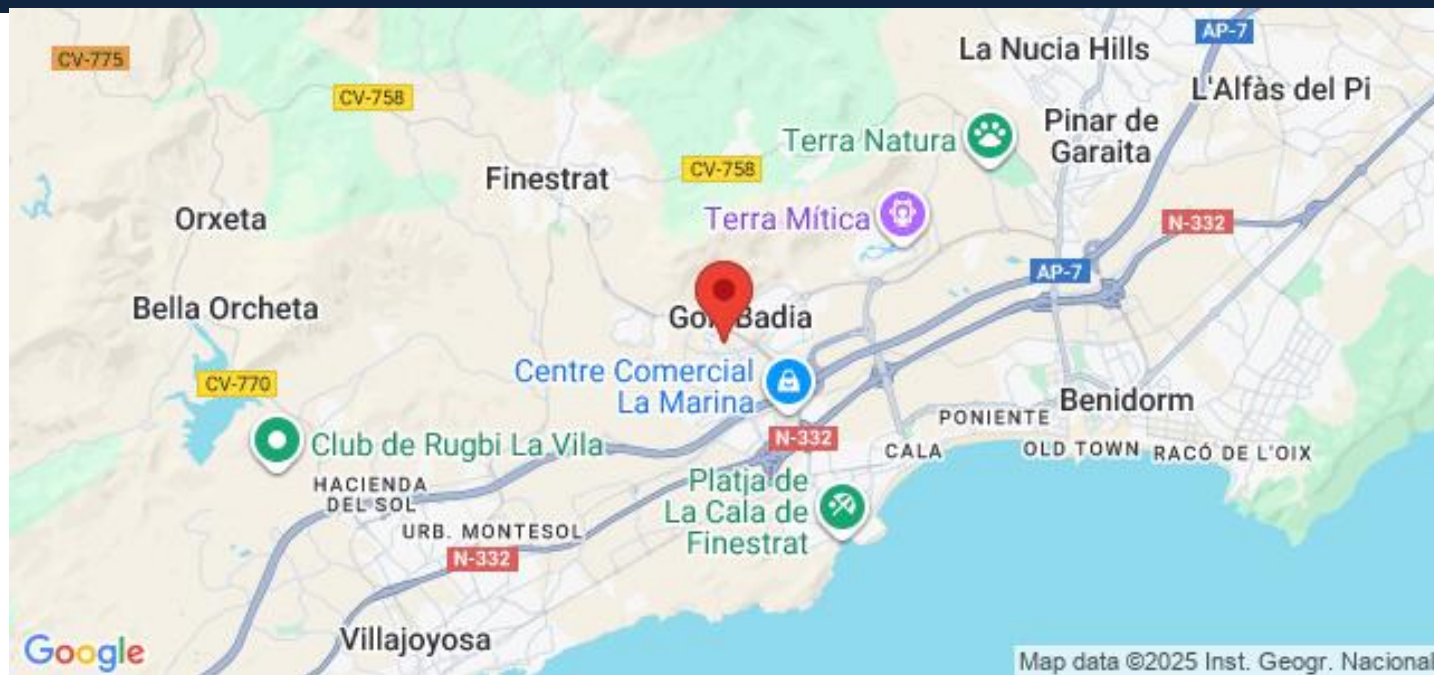 CV-775
AP-7
La Nucia Hills
L'Alfàs del Pi
CV-758
Terra Natura
Pinar de
Garaita
Finestrat
CV-758
Orxeta
Terra Mítica
N-332
AP-7
Bella Orcheta
Badia
Centre Comercial
La Marina
CV-770
Benidorm
PONIENTE
N-332
Club de Rugbi La Vila
CALA
OLD TOWN
RACÓ DE L'OIX
HACIENDA
DEL SOL
Platja de
La Cala de
Finestrat
URB. MONTESOL
N-332
Villajoyosa
Google
Map data ©2025 Inst. Geogr. Nacional